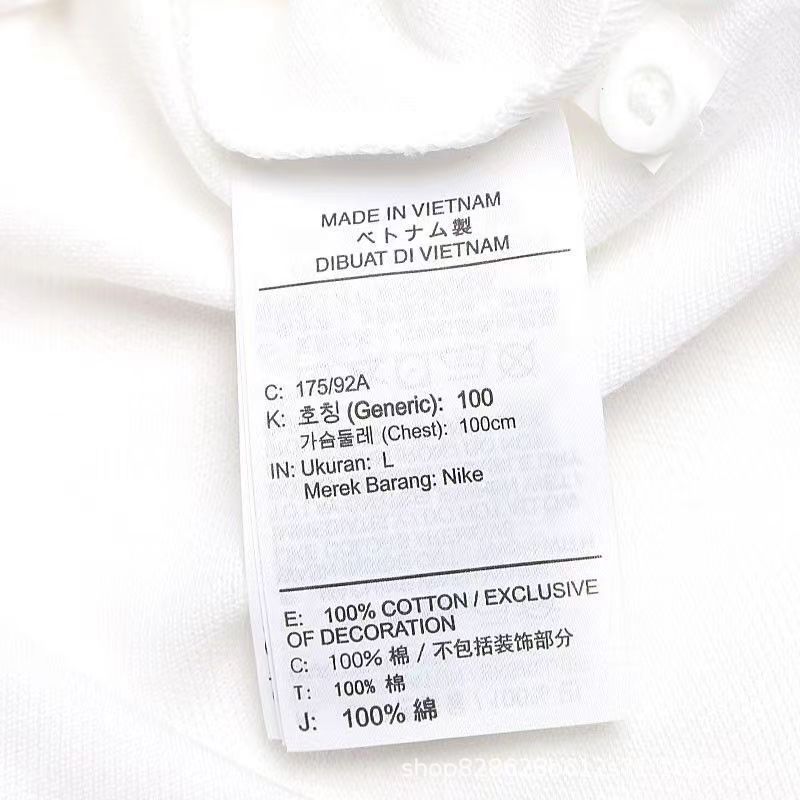 MADE IN VIETNAM
ベトナム製
DIBUAT DI VIETNAM
C: 175/92A
K: 호칭 (Generic): 100
가슴둘레 (Chest): 100cm
IN: Ukuran: L
Merek Barang: Nike
E: 100% COTTON / EXCLUSIVE
OF DECORATION
C: 100% 棉 / 不包括装饰部分
T: 100% 棉
J: 100% 綿